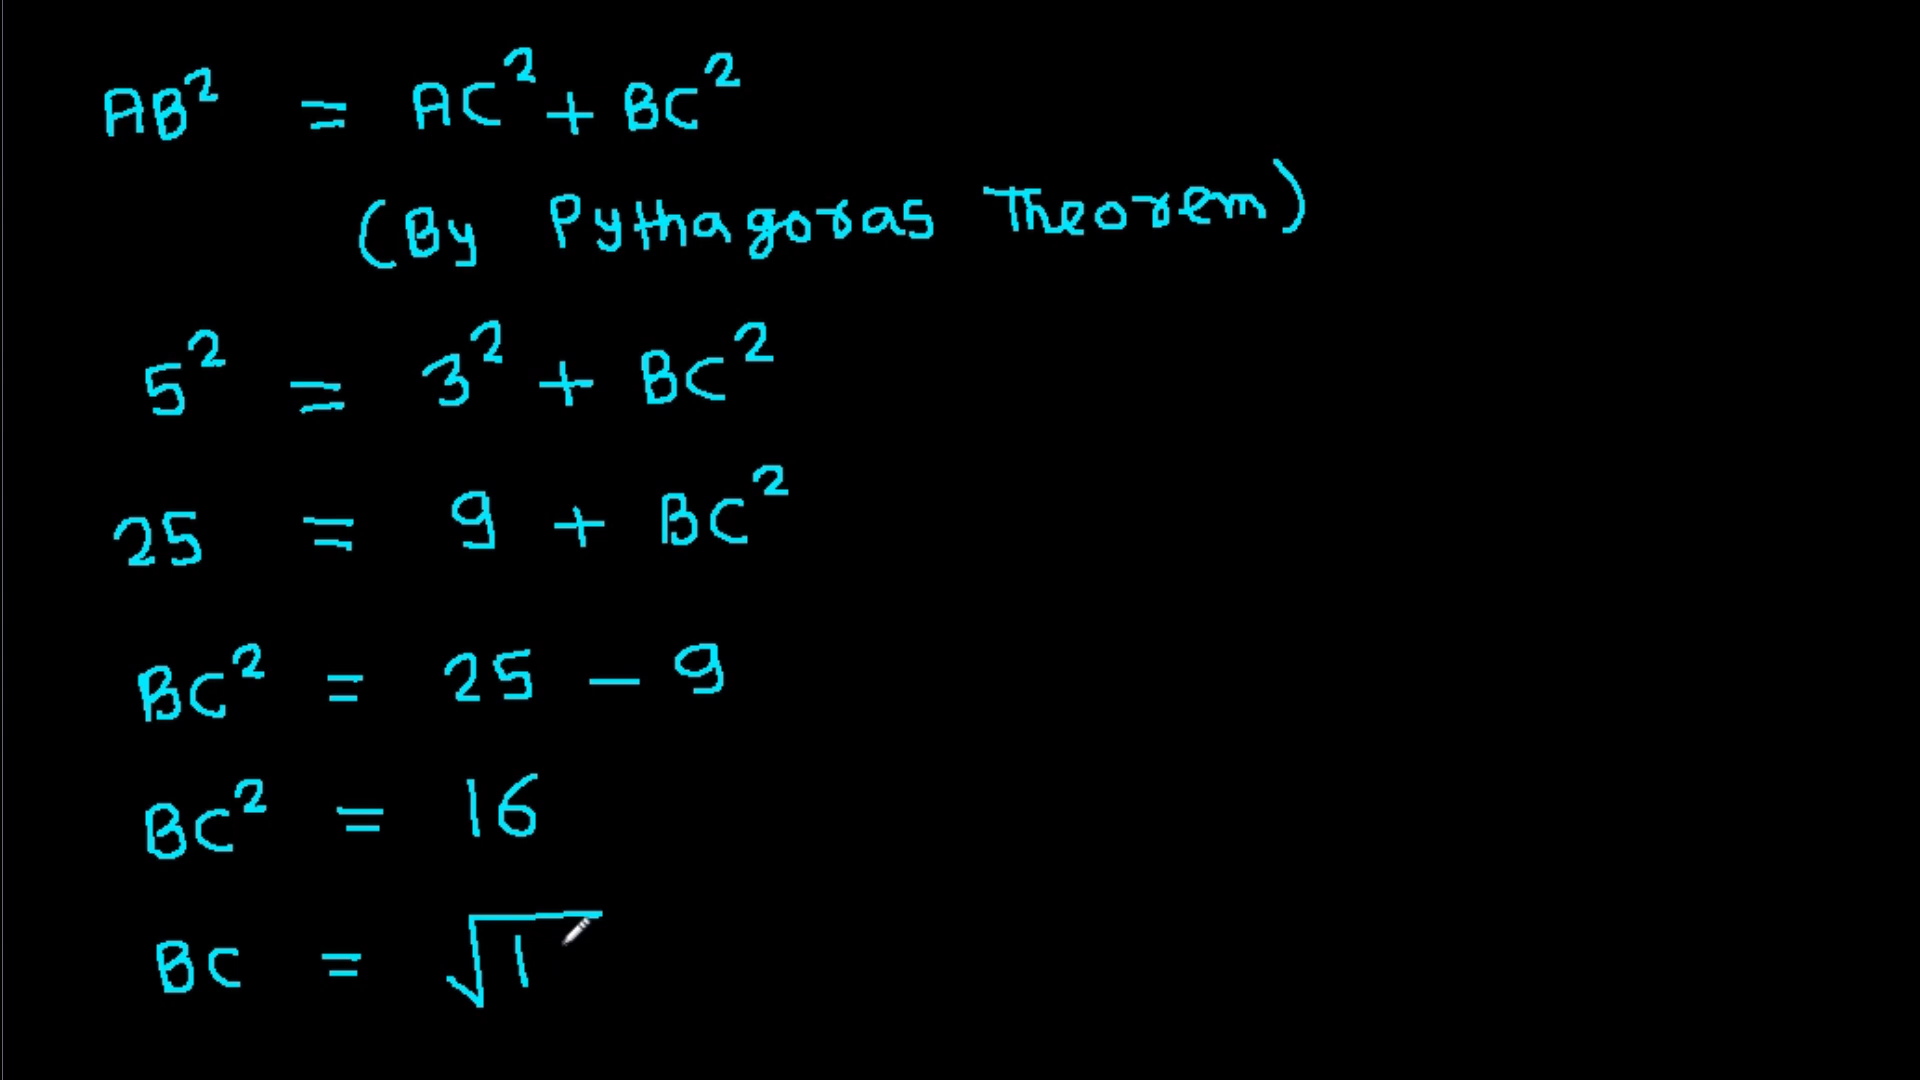 AB² = AC² + BC²
(By Pythagoras Theorem)
5² = 3² + BC²
25 = 9 + BC²
BC² = 25 - 9
BC² = 16
BC = √1